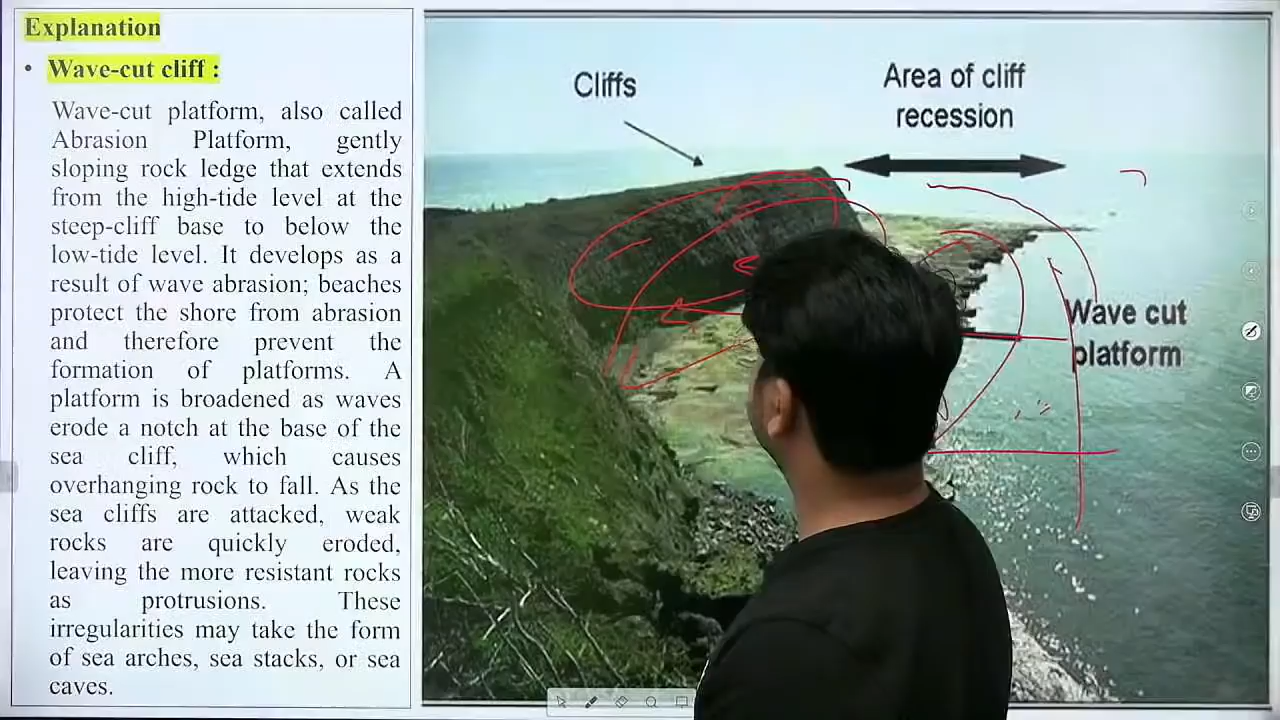 Explanation
• Wave-cut cliff :
Wave-cut platform, also called
Abrasion Platform, gently
sloping rock ledge that extends
from the high-tide level at the
steep-cliff base to below the
low-tide level. It develops as a
result of wave abrasion; beaches
protect the shore from abrasion
and therefore prevent the
formation of platforms. A
platform is broadened as waves
erode a notch at the base of the
sea cliff, which causes
overhanging rock to fall. As the
sea cliffs are attacked, weak
rocks are quickly eroded,
leaving the more resistant rocks
as protrusions. These
irregularities may take the form
of sea arches, sea stacks, or sea
caves.
Cliffs
Area of cliff
recession
Wave cut
platform